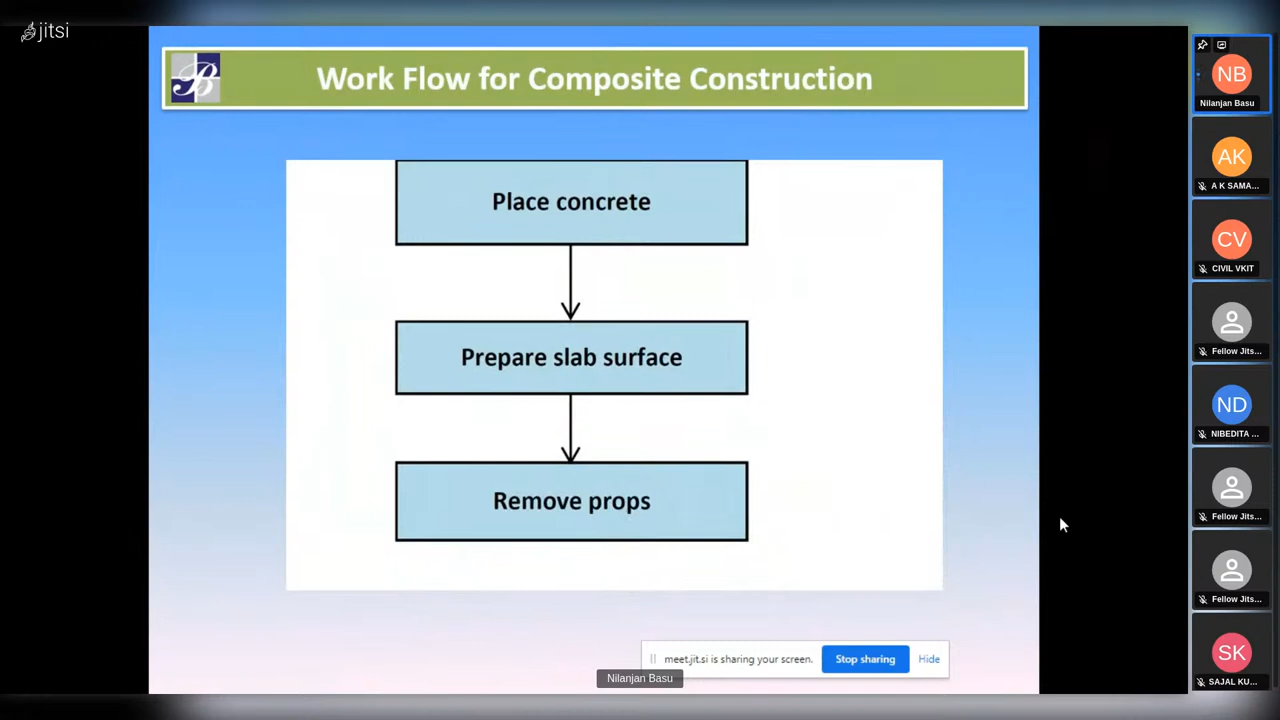 jitsi
Work Flow for Composite Construction
Place concrete
Prepare slab surface
Remove props
meet.jit.si is sharing your screen.
Stop sharing
Hide
Nilanjan Basu
NB
Nilanjan Basu
AK
A K SAMA...
CV
CIVIL VKIT
Fellow Jits...
ND
NIBEDITA ...
Fellow Jits...
Fellow Jits...
SK
SAJAL KU...